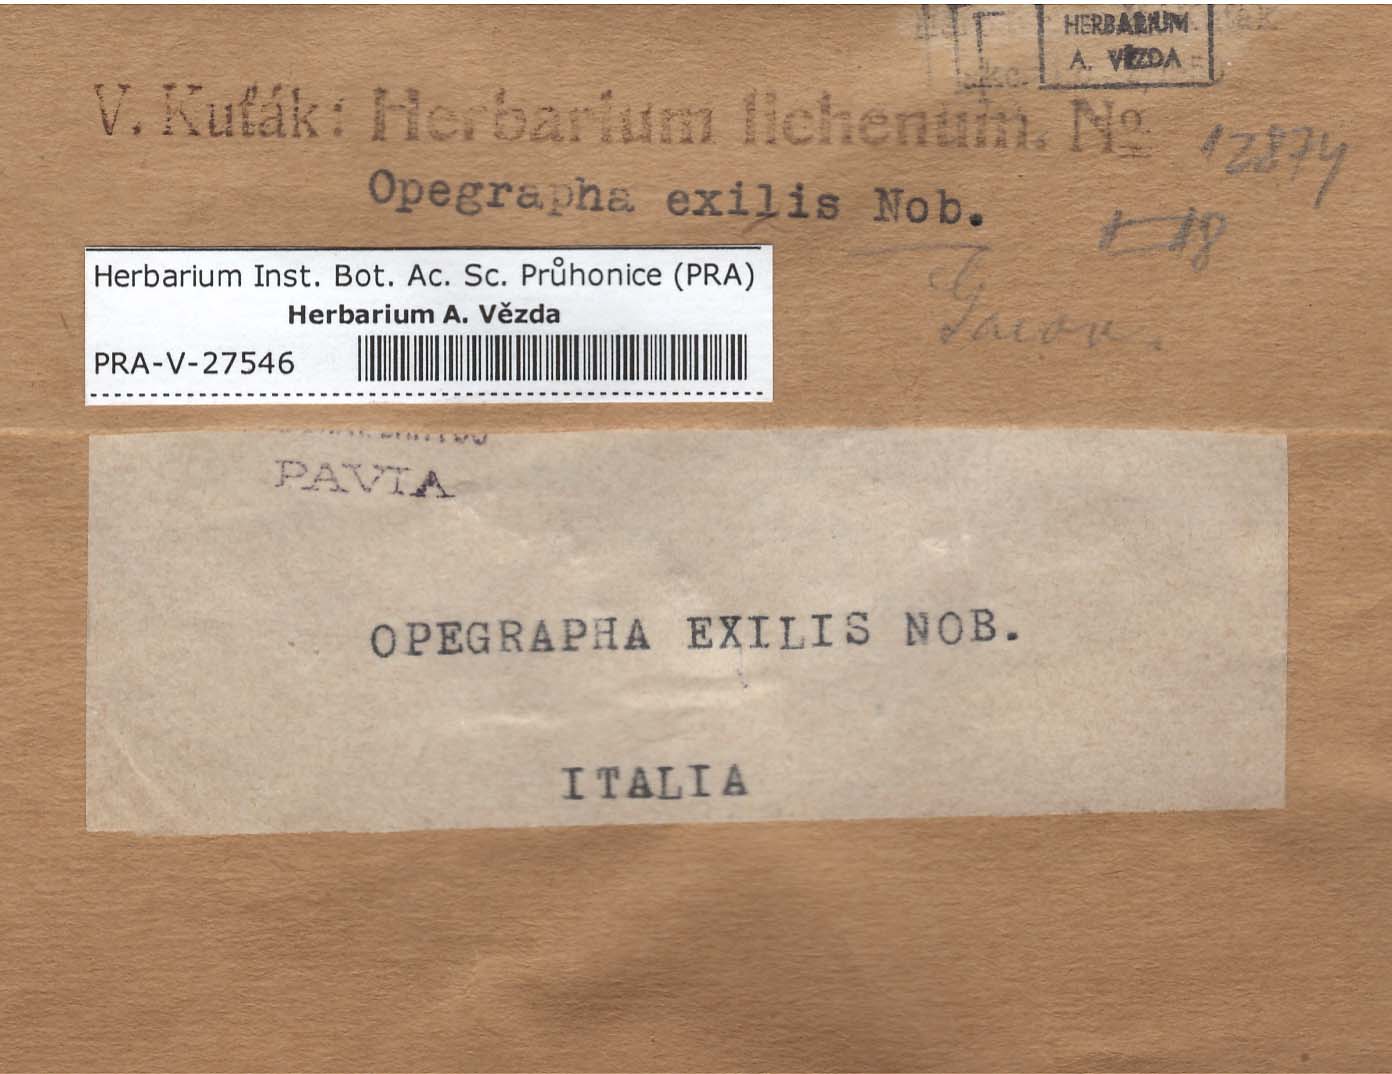 HERBARIUM
A. VĚZDA
V. Kuťák: Herbarium lichenum. No 12874
Opegrapha exilis Nob.
Herbarium Inst. Bot. Ac. Sc. Průhonice (PRA)
Herbarium A. Vězda
PRA-V-27546
PAVIA
OPEGRAPHA EXILIS NOB.
ITALIA